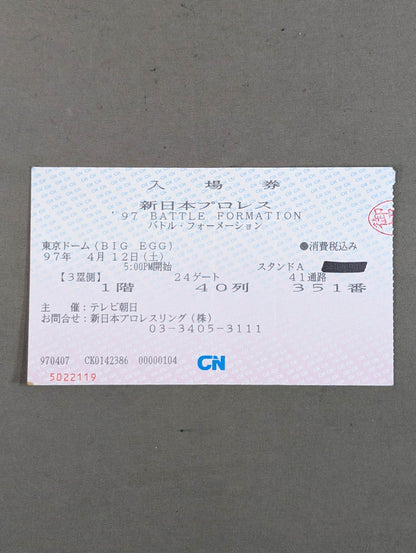 入場券
新日本プロレス
'97 BATTLE FORMATION
バトル・フォーメーション
東京ドーム(BIG EGG) ●消費税込み
97年 4月12日(土)
5:00PM開始 スタンドA
【3塁側】 24ゲート 41通路
1階 40列 351番
主 催:テレビ朝日
お問合せ:新日本プロレスリング(株)
03-3405-3111
970407 CK0142386 00000104 CN
5022119
御